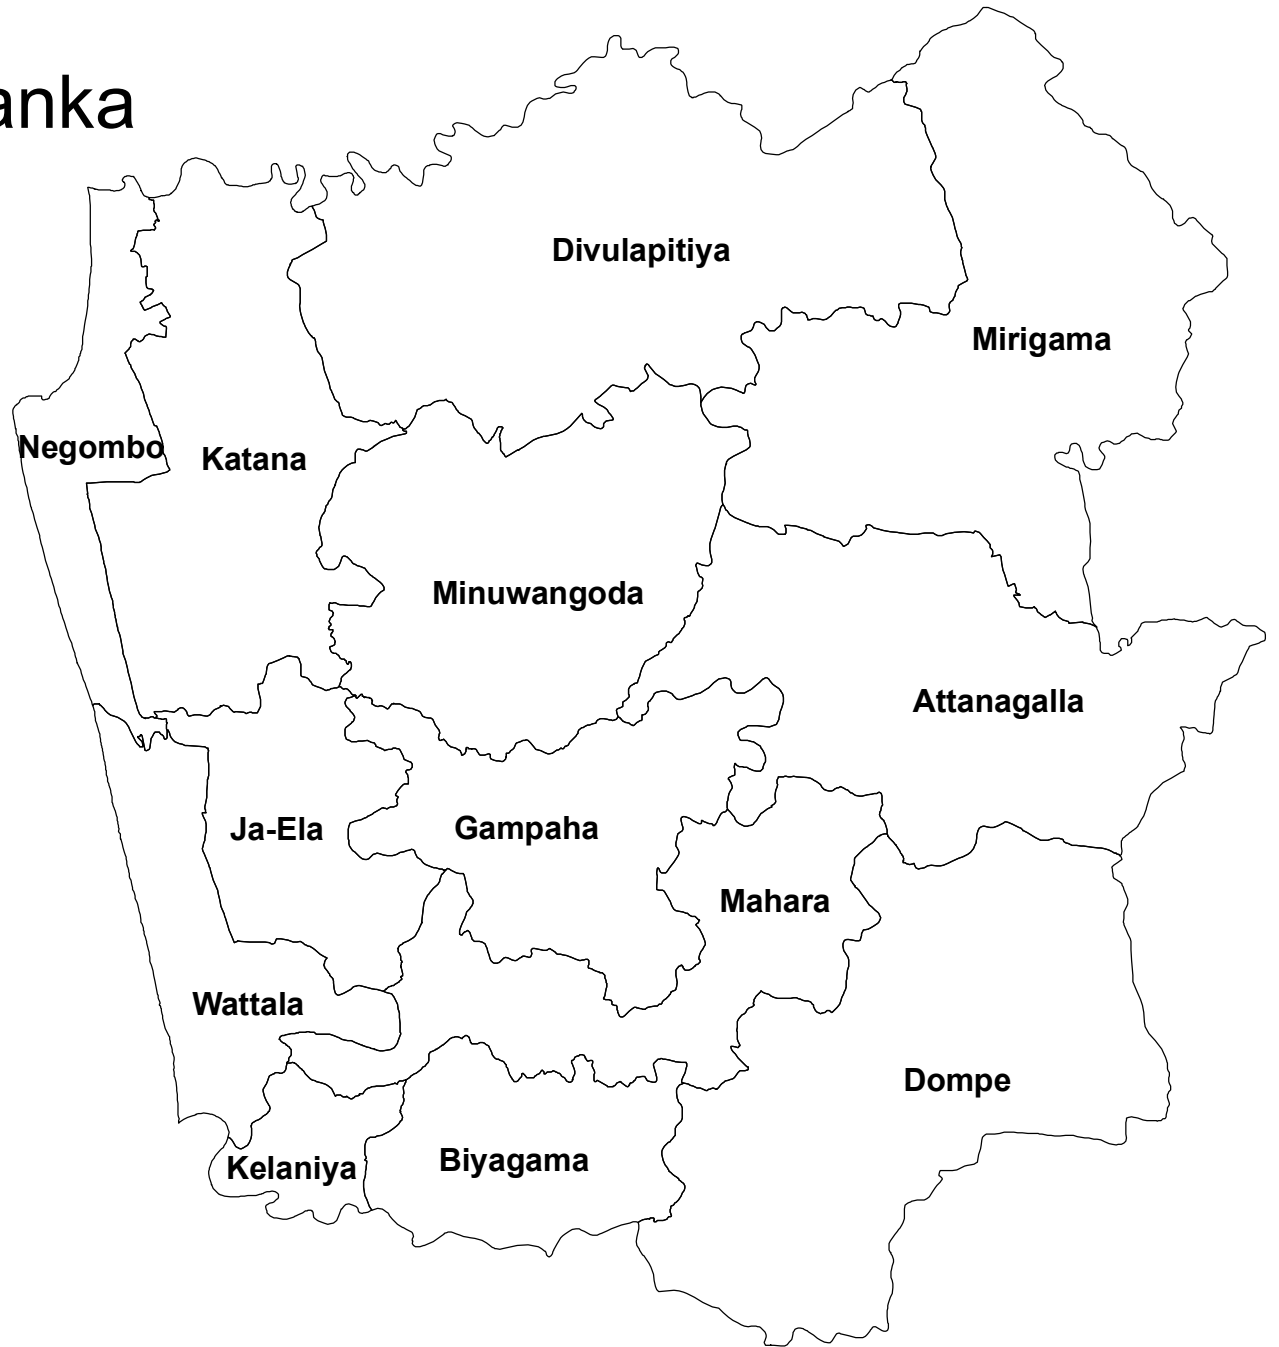 anka
Divulapitiya
Mirigama
Negombo
Katana
Minuwangoda
Attanagalla
Ja-Ela
Gampaha
Mahara
Wattala
Dompe
Kelaniya
Biyagama